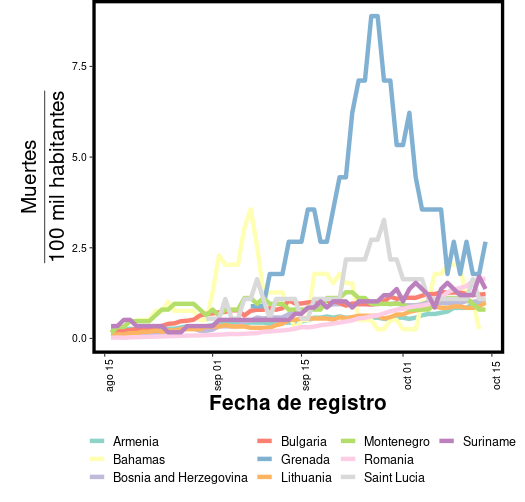 Muertes
100 mil habitantes
7.5
5.0
2.5
0.0
ago 15
sep 01
sep 15
oct 01
oct 15
Fecha de registro
Armenia
Bahamas
Bosnia and Herzegovina
Bulgaria
Grenada
Lithuania
Montenegro
Romania
Saint Lucia
Suriname